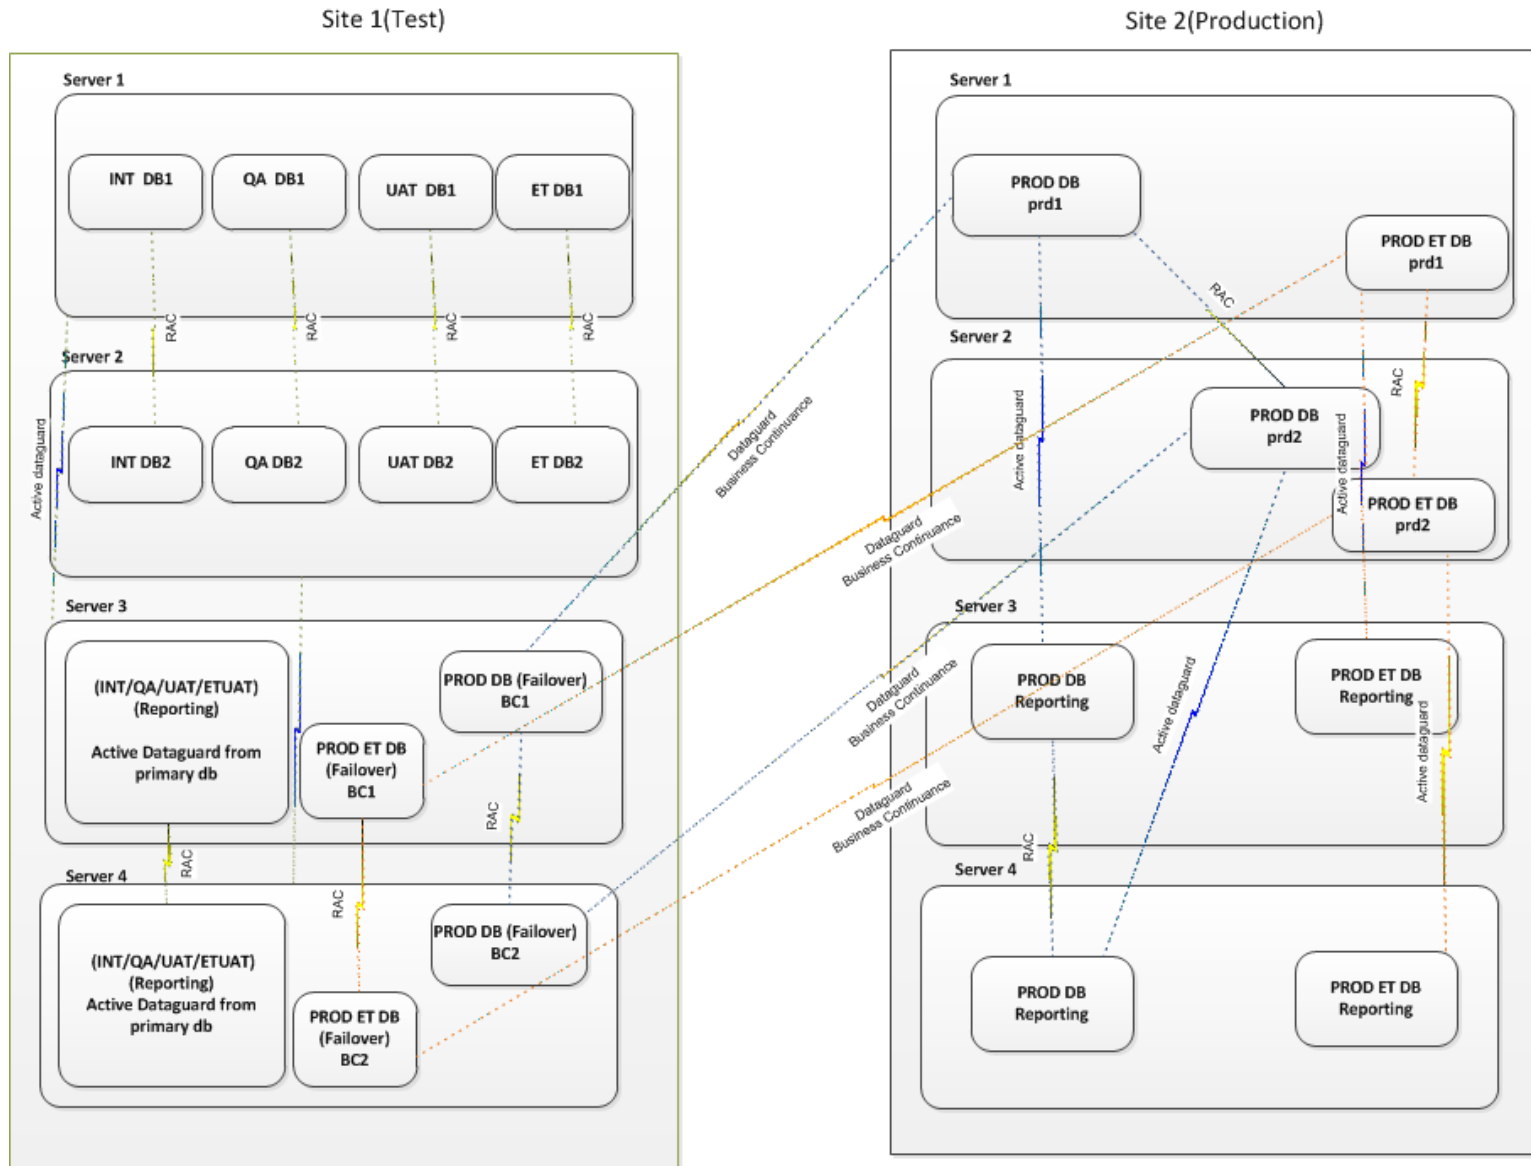 Site 1(Test)
Server 1
INT  DB1
QA  DB1
UAT  DB1
ET DB1
RAC
RAC
RAC
RAC
Server 2
Active dataguard
INT DB2
QA DB2
UAT DB2
ET DB2
Server 3
(INT/QA/UAT/ETUAT)
(Reporting)
Active Dataguard from
primary db
PROD ET DB
(Failover)
BC1
PROD DB (Failover)
BC1
RAC
RAC
RAC
Server 4
(INT/QA/UAT/ETUAT)
(Reporting)
Active Dataguard from
primary db
PROD ET DB
(Failover)
BC2
PROD DB (Failover)
BC2
Dataguard
Business Continuance
Dataguard
Business Continuance
Dataguard
Business Continuance
Dataguard
Business Continuance
Site 2(Production)
Server 1
PROD DB
prd1
PROD ET DB
prd1
RAC
Server 2
RAC
Active dataguard
PROD DB
prd2
Active dataguard
PROD ET DB
prd2
Server 3
PROD DB
Reporting
Active dataguard
PROD ET DB
Reporting
Active dataguard
RAC
Server 4
PROD DB
Reporting
PROD ET DB
Reporting